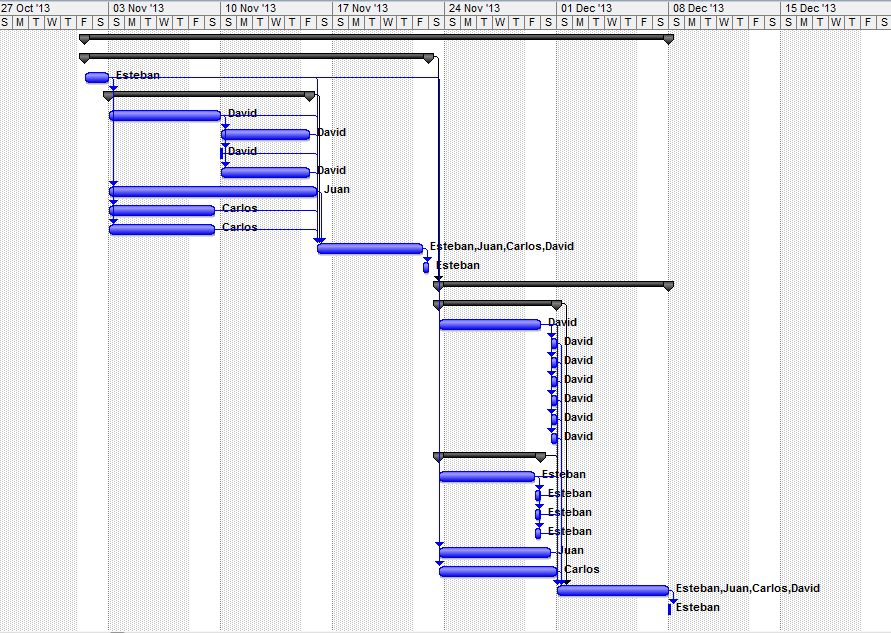 27 Oct '13 03 Nov '13 10 Nov '13 17 Nov '13 24 Nov '13 01 Dec '13 08 Dec '13 15 Dec '13
S M T W T F S S M T W T F S S M T W T F S S M T W T F S S M T W T F S S M T W T F S S M T W T F S S M T W T F S
Esteban
David
David
David
David
Juan
Carlos
Carlos
Esteban,Juan,Carlos,David
Esteban
David
David
David
David
David
David
David
Esteban
Esteban
Esteban
Esteban
Juan
Carlos
Esteban,Juan,Carlos,David
Esteban